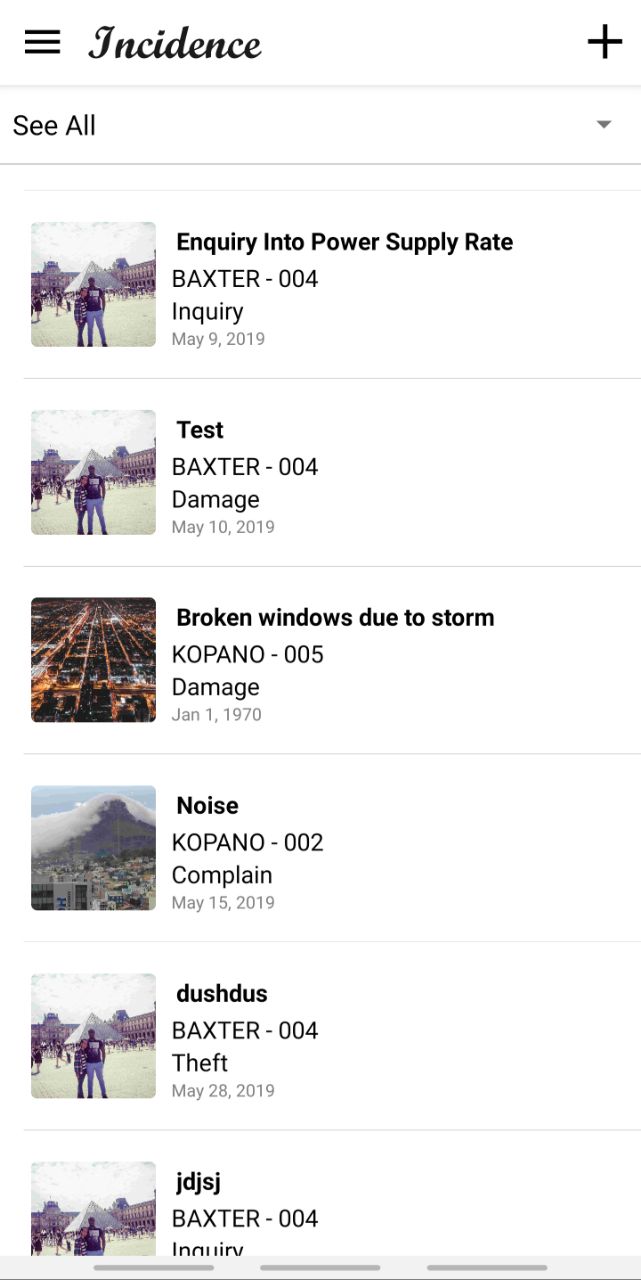 Incidence
See All
Enquiry Into Power Supply Rate
BAXTER - 004
Inquiry
May 9, 2019
Test
BAXTER - 004
Damage
May 10, 2019
Broken windows due to storm
KOPANO - 005
Damage
Jan 1, 1970
Noise
KOPANO - 002
Complain
May 15, 2019
dushdus
BAXTER - 004
Theft
May 28, 2019
jdjsj
BAXTER - 004
Inquiry